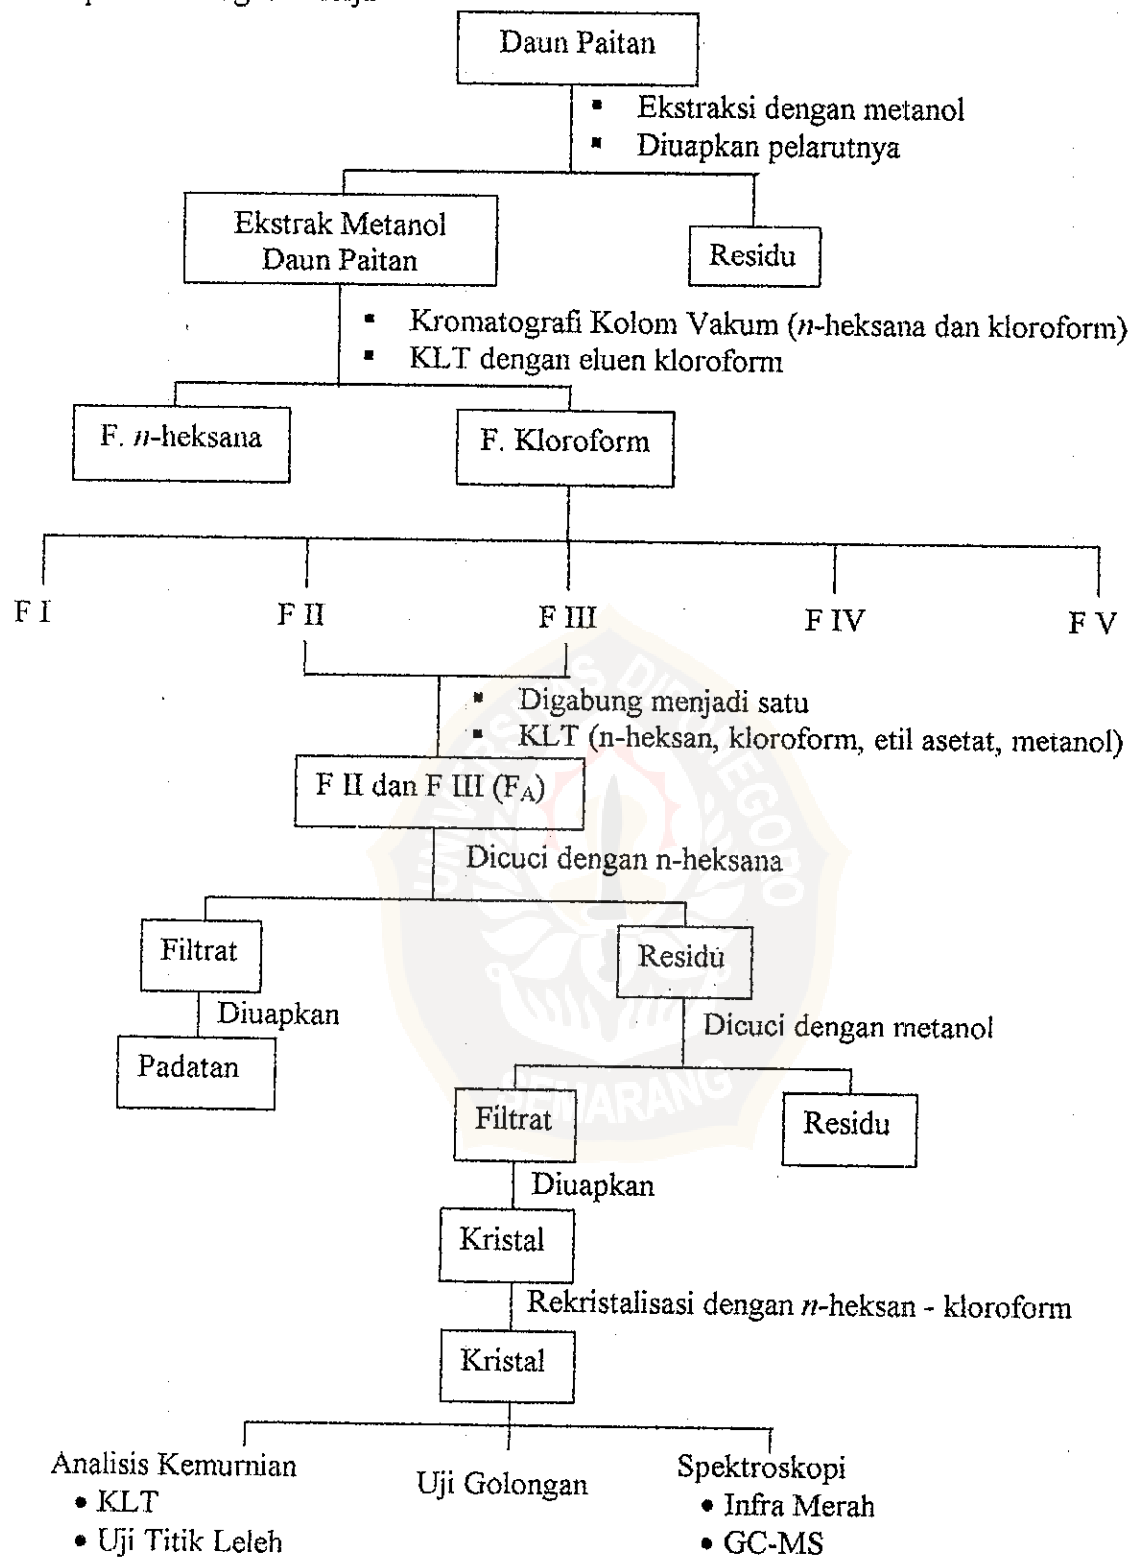 Daun Paitan
▪ Ekstraksi dengan metanol
▪ Diuapkan pelarutnya
Ekstrak Metanol
Daun Paitan
Residu
▪ Kromatografi Kolom Vakum (n-heksana dan kloroform)
▪ KLT dengan eluen kloroform
F. n-heksana
F. Kloroform
F I
F II
F III
F IV
F V
▪ Digabung menjadi satu
▪ KLT (n-heksan, kloroform, etil asetat, metanol)
F II dan F III (FA)
Dicuci dengan n-heksana
Filtrat
Residu
Diuapkan
Padatan
Dicuci dengan metanol
Filtrat
Residu
Diuapkan
Kristal
Rekristalisasi dengan n-heksan - kloroform
Kristal
Analisis Kemurnian
• KLT
• Uji Titik Leleh
Uji Golongan
Spektroskopi
• Infra Merah
• GC-MS
UNIVERSITAS DIPONEGORO
SEMARANG